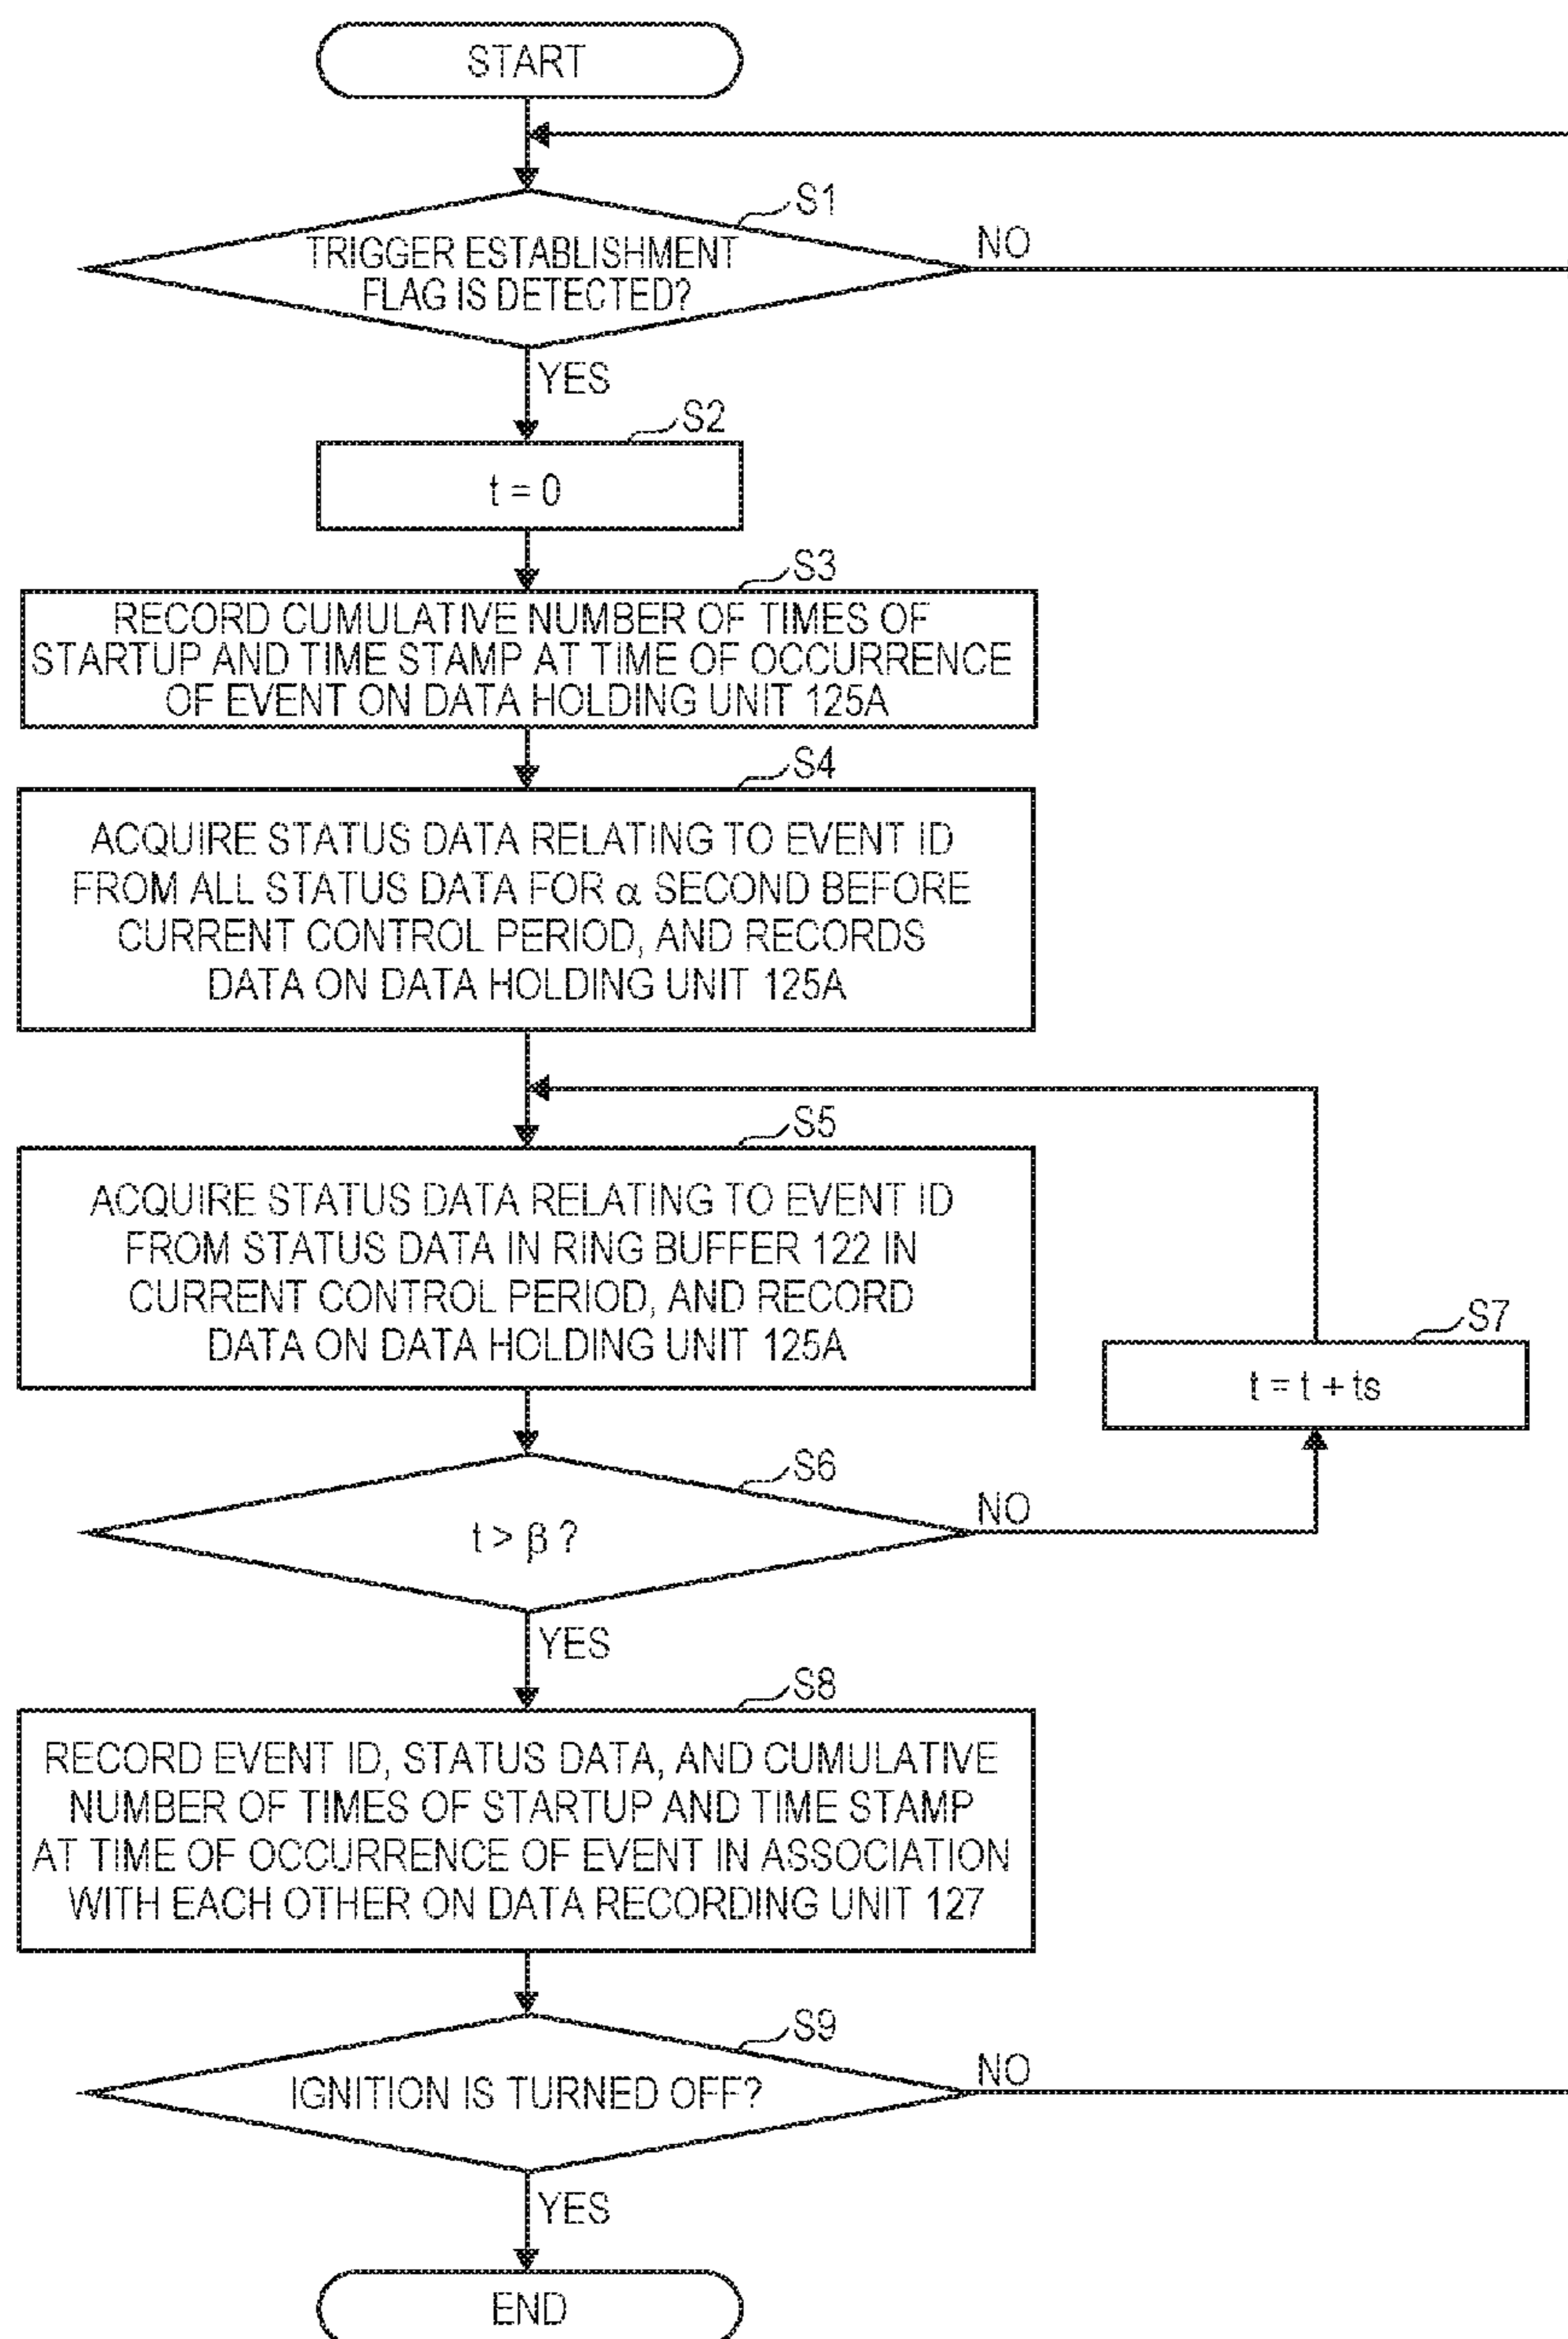 START
S1
TRIGGER ESTABLISHMENT
FLAG IS DETECTED?
NO
YES
S2
t = 0
S3
RECORD CUMULATIVE NUMBER OF TIMES OF
STARTUP AND TIME STAMP AT TIME OF OCCURRENCE
OF EVENT ON DATA HOLDING UNIT 125A
S4
ACQUIRE STATUS DATA RELATING TO EVENT ID
FROM ALL STATUS DATA FOR α SECOND BEFORE
CURRENT CONTROL PERIOD, AND RECORDS
DATA ON DATA HOLDING UNIT 125A
S5
ACQUIRE STATUS DATA RELATING TO EVENT ID
FROM STATUS DATA IN RING BUFFER 122 IN
CURRENT CONTROL PERIOD, AND RECORD
DATA ON DATA HOLDING UNIT 125A
S7
t = t + ts
S6
t > β ?
NO
YES
S8
RECORD EVENT ID, STATUS DATA, AND CUMULATIVE
NUMBER OF TIMES OF STARTUP AND TIME STAMP
AT TIME OF OCCURRENCE OF EVENT IN ASSOCIATION
WITH EACH OTHER ON DATA RECORDING UNIT 127
S9
IGNITION IS TURNED OFF?
NO
YES
END